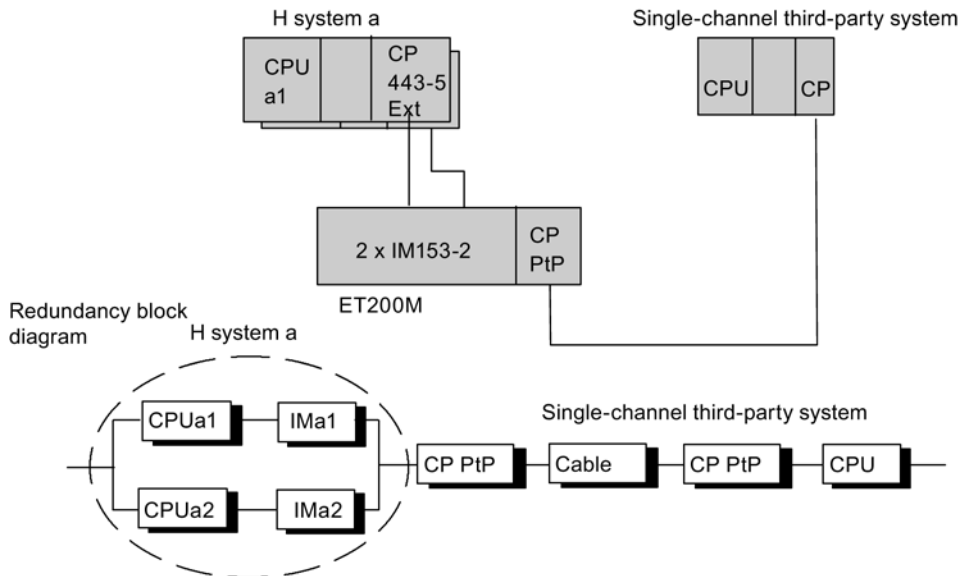 H system a
Single-channel third-party system
CPU
a1
CP
443-5
Ext
CPU
CP
2 x IM153-2
CP
PtP
ET200M
Redundancy block
diagram
H system a
CPUa1
IMa1
Single-channel third-party system
CP PtP
Cable
CP PtP
CPU
CPUa2
IMa2